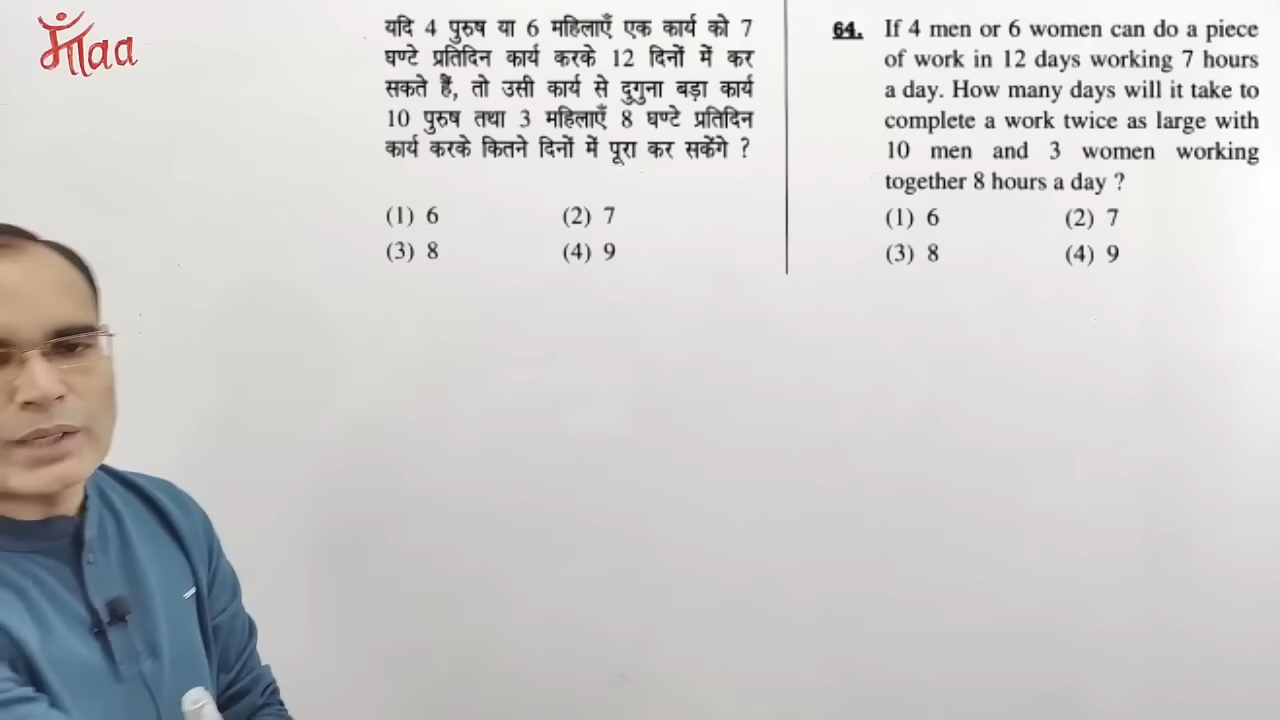 माँaa
यदि 4 पुरुष या 6 महिलाएँ एक कार्य को 7
घण्टे प्रतिदिन कार्य करके 12 दिनों में कर
सकते हैं, तो उसी कार्य से दुगुना बड़ा कार्य
10 पुरुष तथा 3 महिलाएँ 8 घण्टे प्रतिदिन
कार्य करके कितने दिनों में पूरा कर सकेंगे ?
(1) 6 (2) 7
(3) 8 (4) 9
64. If 4 men or 6 women can do a piece
of work in 12 days working 7 hours
a day. How many days will it take to
complete a work twice as large with
10 men and 3 women working
together 8 hours a day ?
(1) 6 (2) 7
(3) 8 (4) 9